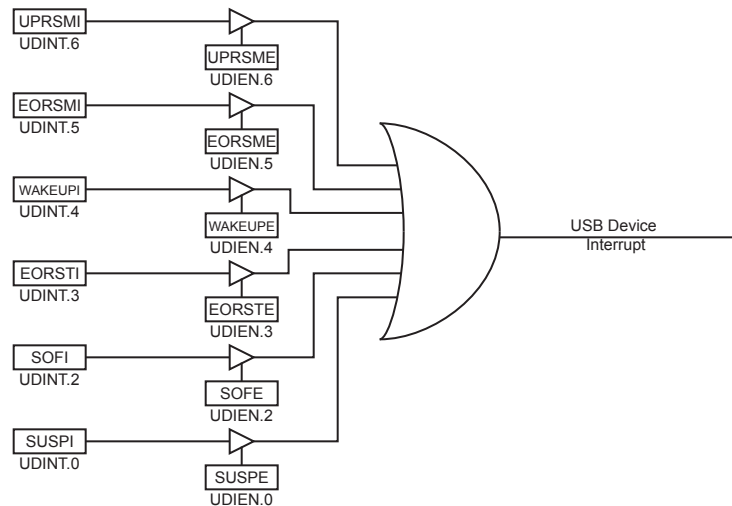 UPRSMI
UDINT.6
UPRSME
UDIEN.6
EORSMI
UDINT.5
EORSME
UDIEN.5
WAKEUPI
UDINT.4
WAKEUPE
UDIEN.4
EORSTI
UDINT.3
EORSTE
UDIEN.3
SOFI
UDINT.2
SOFE
UDIEN.2
SUSPI
UDINT.0
SUSPE
UDIEN.0
USB Device
Interrupt